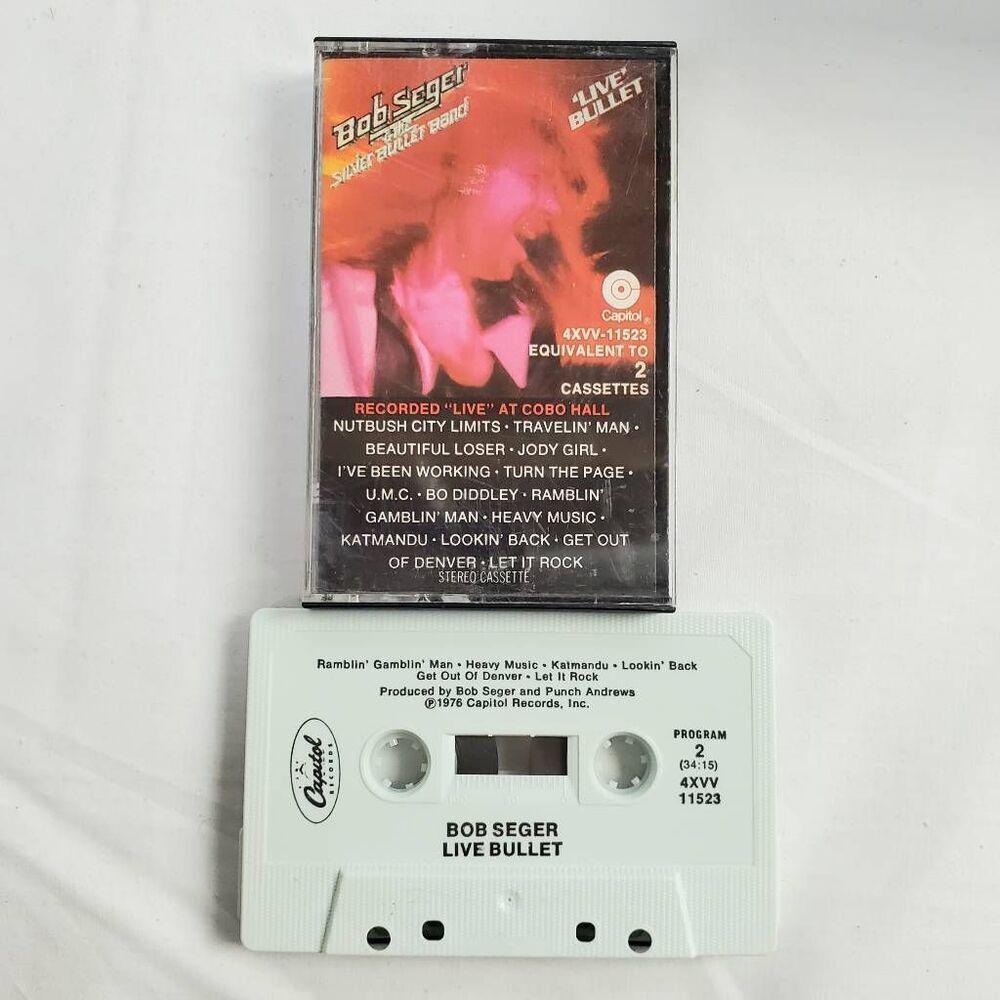 Bob Seger
& THE
SILVER BULLET BAND
'LIVE'
BULLET
Capitol®
4XVV-11523
EQUIVALENT TO
2
CASSETTES
RECORDED "LIVE" AT COBO HALL
NUTBUSH CITY LIMITS • TRAVELIN' MAN •
BEAUTIFUL LOSER • JODY GIRL •
I'VE BEEN WORKING • TURN THE PAGE •
U.M.C. • BO DIDDLEY • RAMBLIN'
GAMBLIN' MAN • HEAVY MUSIC •
KATMANDU • LOOKIN' BACK • GET OUT
OF DENVER • LET IT ROCK
STEREO CASSETTE
Ramblin' Gamblin' Man • Heavy Music • Katmandu • Lookin' Back
Get Out Of Denver • Let It Rock
Produced by Bob Seger and Punch Andrews
℗1976 Capitol Records, Inc.
Capitol
RECORDS
PROGRAM
2
(34:15)
4XVV
11523
BOB SEGER
LIVE BULLET